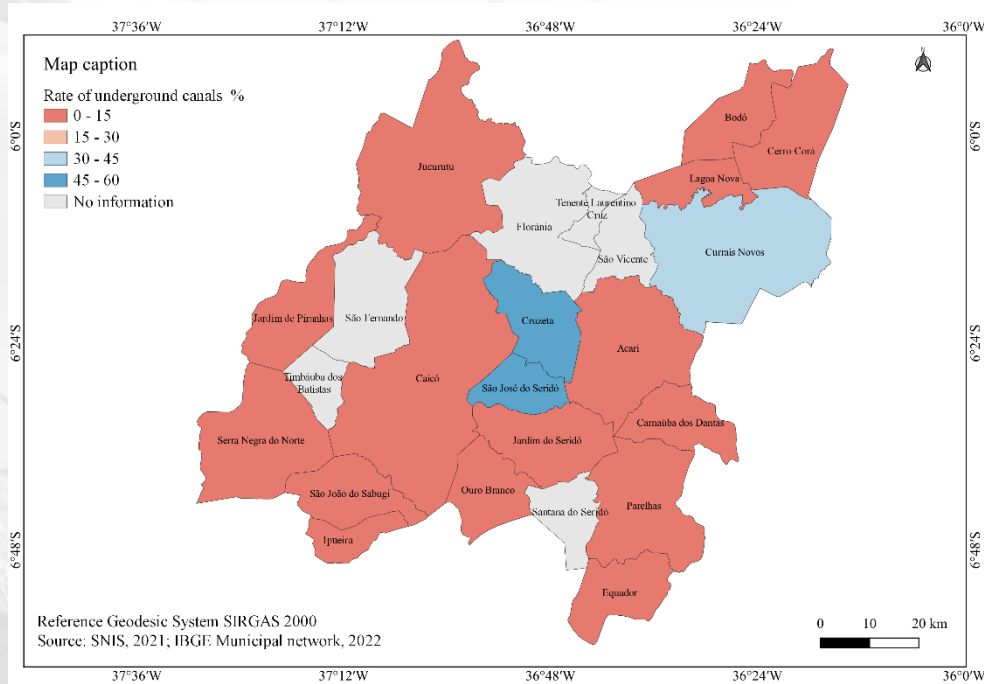 37°36'W 37°12'W 36°48'W 36°24'W 36°0'W
Map caption
Rate of underground canals %
0 - 15
15 - 30
30 - 45
45 - 60
No information
N
6°0'S
6°0'S
Bodó
Cerro Corá
Jucurutu
Lagoa Nova
Tenente Laurentino
Cruz
Florânia
São Vicente
Currais Novos
Jardim de Piranhas
São Fernando
Cruzeta
6°24'S
6°24'S
Acari
Timbaúba dos
Batistas
Caicó
São José do Seridó
Carnaúba dos Dantas
Serra Negra do Norte
Jardim do Seridó
São João do Sabugi
Ouro Branco
Santana do Seridó
Parelhas
Ipueira
6°48'S
6°48'S
Equador
Reference Geodesic System SIRGAS 2000
Source: SNIS, 2021; IBGE Municipal network, 2022
0 10 20 km
37°36'W 37°12'W 36°48'W 36°24'W 36°0'W